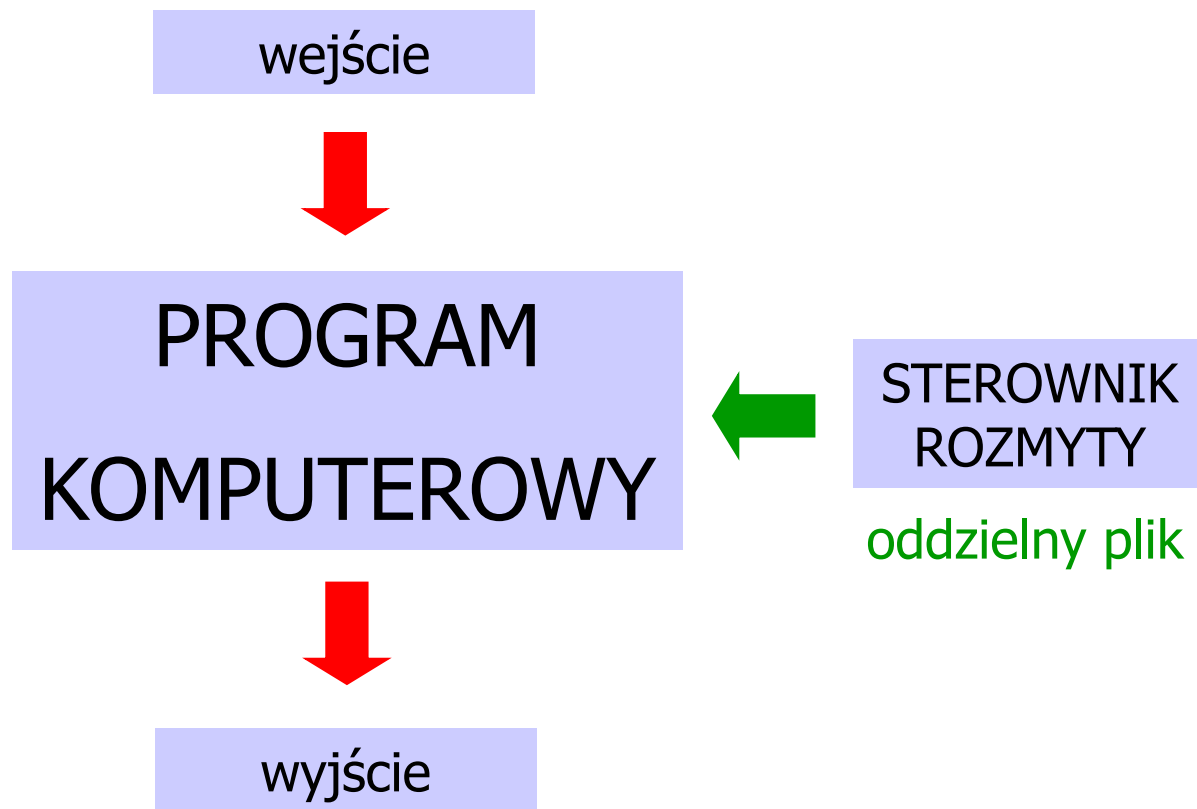 wejście
PROGRAM
KOMPUTEROWY
STEROWNIK
ROZMYTY
oddzielny plik
wyjście